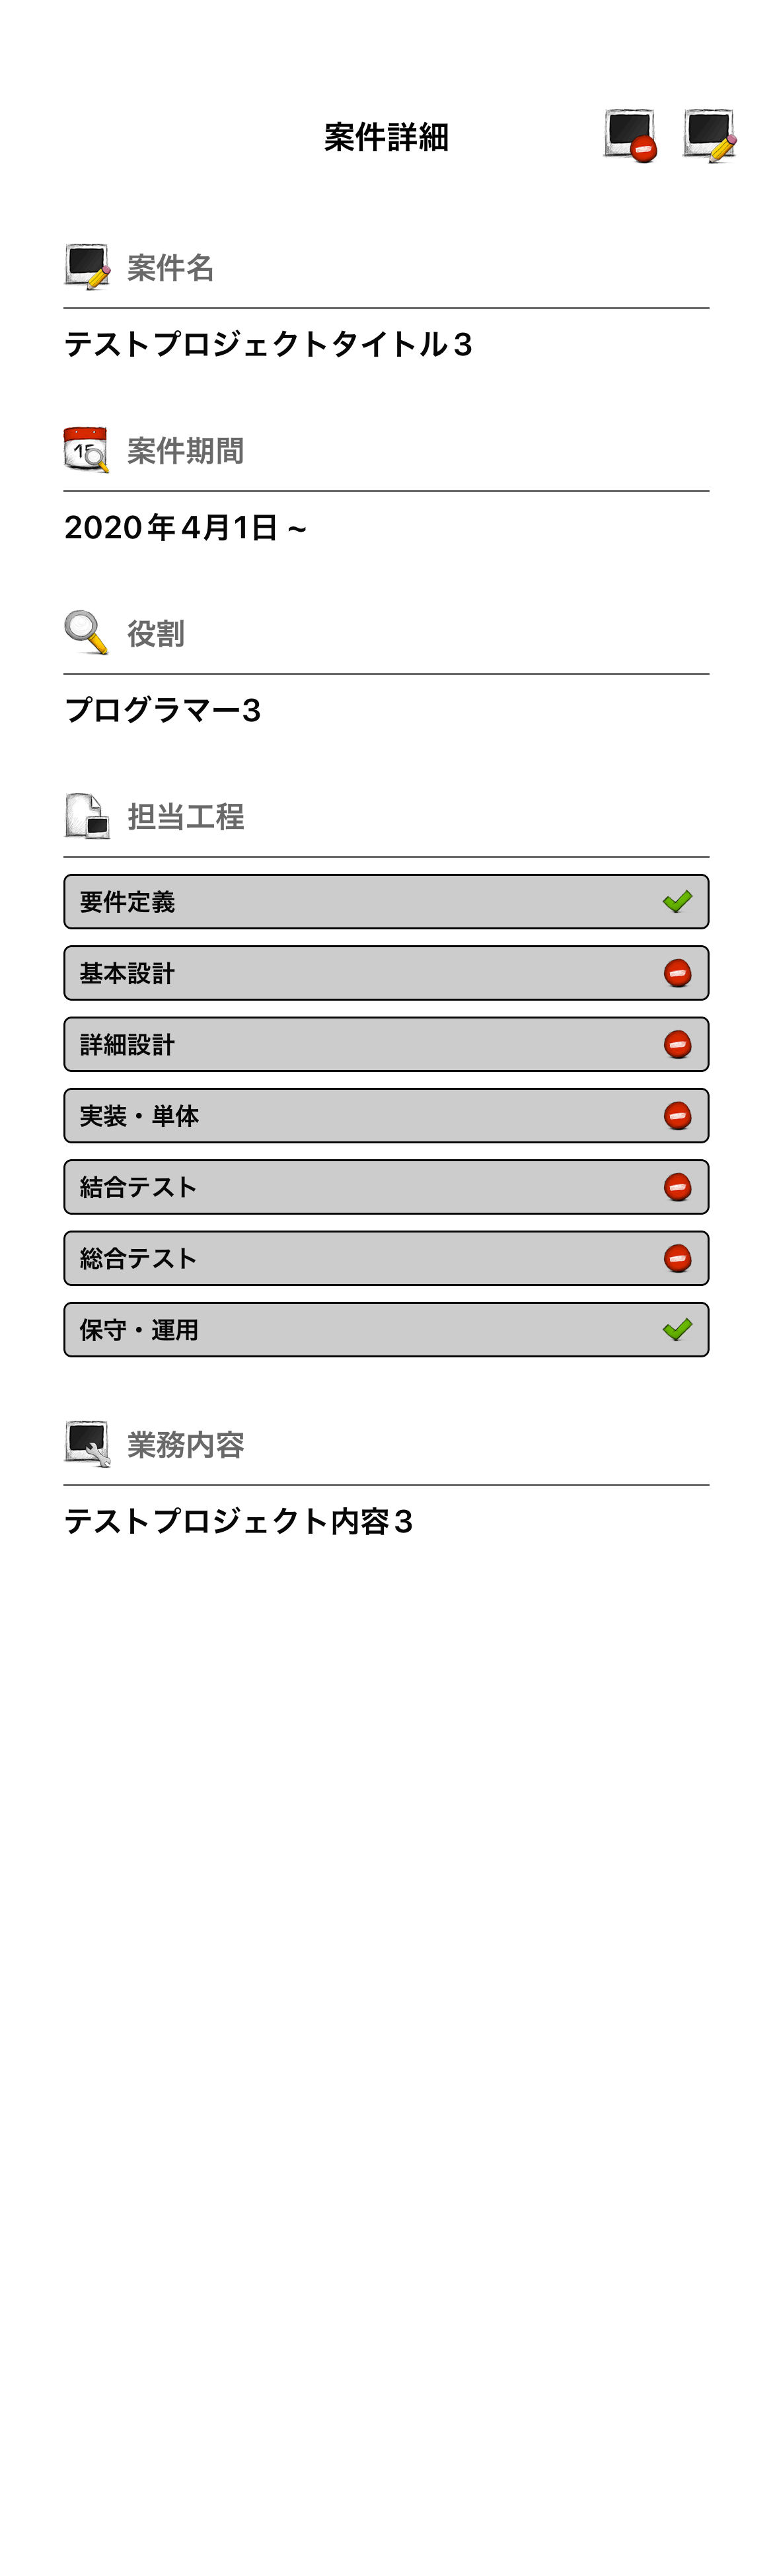 案件詳細
案件名
テストプロジェクトタイトル3
案件期間
2020年4月1日 ~
役割
プログラマー3
担当工程
要件定義
基本設計
詳細設計
実装・単体
結合テスト
総合テスト
保守・運用
業務内容
テストプロジェクト内容3